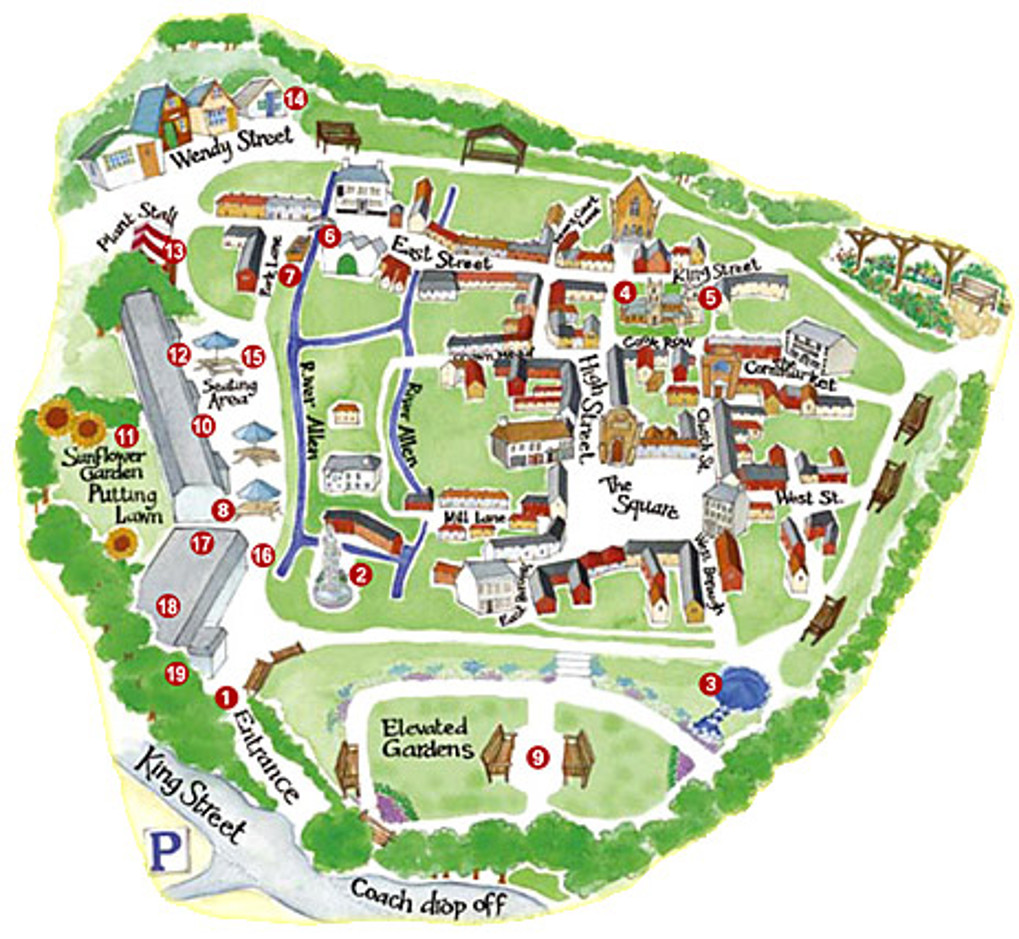 14
Wendy Street
Plant Stall
13
6
7
Park Lane
East Street
King Street
4
5
Cook Row
The
Cornmarket
High Street
12
15
Seating
Area
10
11
Sunflower
Garden
Putting
Lawn
8
River Allen
River Allen
Church St.
The
Square
West St.
Mill Lane
17
16
18
2
East Borough
West Borough
19
1
Entrance
3
Elevated
Gardens
9
King Street
P
Coach drop off